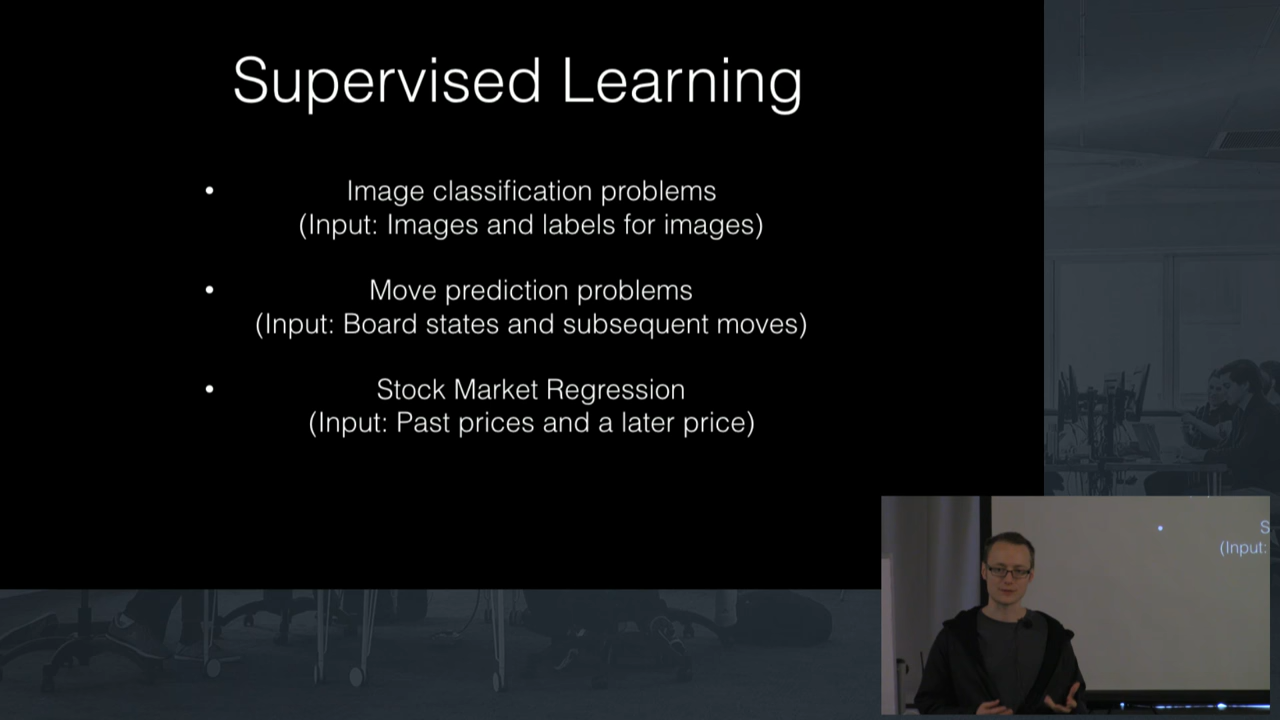 Supervised Learning
• Image classification problems
(Input: Images and labels for images)
• Move prediction problems
(Input: Board states and subsequent moves)
• Stock Market Regression
(Input: Past prices and a later price)
• S
(Input: